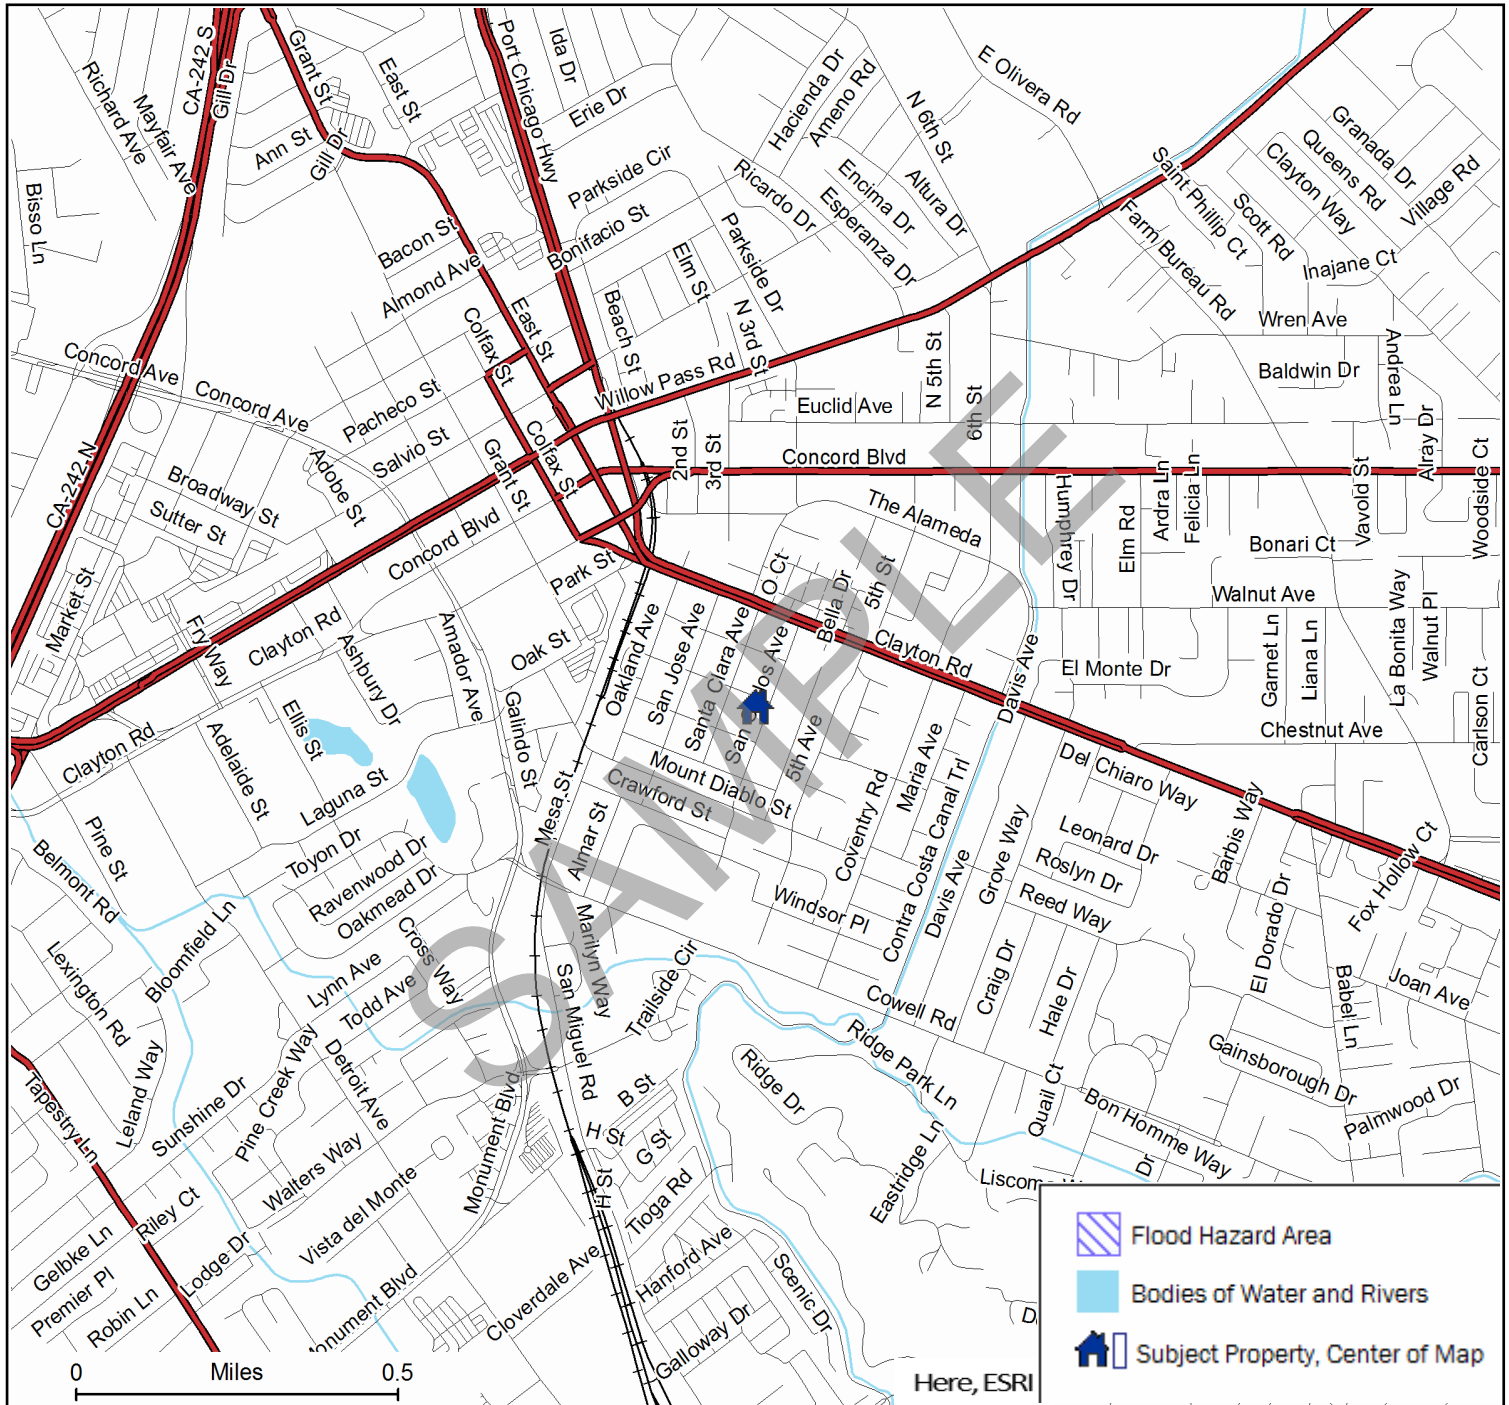 CA-242 S
Gill Dr
Grant St
East St
Port Chicago Hwy
Ida Dr
Erie Dr
Hacienda Dr
Ameno Rd
E Olivera Rd
N 6th St
Richard Ave
Mayfair Ave
Ann St
Gill Dr
Granada Dr
Queens Rd
Clayton Way
Village Rd
Saint Phillip Ct
Scott Rd
Inajane Ct
Farm Bureau Rd
Parkside Cir
Ricardo Dr
Encima Dr
Altura Dr
Esperanza Dr
Bisso Ln
Bacon St
Bonifacio St
Parkside Dr
Elm St
Almond Ave
East St
Colfax St
Beach St
N 3rd St
Willow Pass Rd
Wren Ave
Baldwin Dr
Andrea Ln
Concord Ave
Concord Ave
Pacheco St
Salvio St
Euclid Ave
N 5th St
6th St
Alray Dr
Woodside Ct
Colfax St
Grant St
2nd St
3rd St
Concord Blvd
CA-242 N
Broadway St
Sutter St
Adobe St
Concord Blvd
The Alameda
Humphrey Dr
Elm Rd
Ardra Ln
Felicia Ln
Vavold St
Bonari Ct
Park St
O Ct
Bella Dr
5th St
Walnut Ave
Market St
Fry Way
Clayton Rd
Ashbury Dr
Amador Ave
Oak St
Oakland Ave
San Jose Ave
Santa Clara Ave
Clayton Rd
Davis Ave
El Monte Dr
Garnet Ln
Liana Ln
La Bonita Way
Walnut Pl
Carlson Ct
Chestnut Ave
Clayton Rd
Ellis St
Adelaide St
Laguna St
Galindo St
Mesa St
Mount Diablo St
Crawford St
5th Ave
Maria Ave
Coventry Rd
Contra Costa Canal Trl
Del Chiaro Way
Barbis Way
Leonard Dr
Roslyn Dr
Reed Way
Grove Way
Davis Ave
Fox Hollow Ct
El Dorado Dr
Pine St
Belmont Rd
Toyon Dr
Ravenwood Dr
Oakmead Dr
Almar St
Windsor Pl
Cross Way
Marilyn Way
Bloomfield Ln
Lexington Rd
Lynn Ave
Todd Ave
San Miguel Rd
Trailside Cir
Cowell Rd
Craig Dr
Hale Dr
Babel Ln
Joan Ave
Ridge Park Ln
Ridge Dr
Gainsborough Dr
Palmwood Dr
Quail Ct
Bon Homme Way
Dr
Tapestry Ln
Leland Way
Sunshine Dr
Pine Creek Way
Detroit Ave
Walters Way
Monument Blvd
B St
H St
G St
H St
Tioga Rd
Eastridge Ln
Vista del Monte
Riley Ct
Lodge Dr
Gelbke Ln
Premier Pl
Robin Ln
Cloverdale Ave
Hanford Ave
Galloway Dr
Scenic Dr
SAMPLE
0 Miles 0.5
Here, ESRI
Flood Hazard Area
Bodies of Water and Rivers
Subject Property, Center of Map